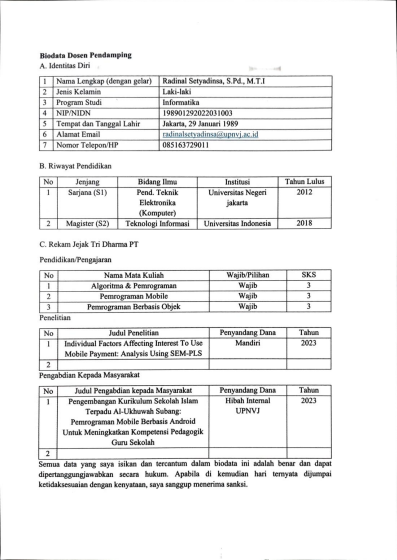 Biodata Dosen Pendamping
A. Identitas Diri
1 Nama Lengkap (dengan gelar) Radinal Setyadinsa, S.Pd., M.T.I
2 Jenis Kelamin Laki-laki
3 Program Studi Informatika
4 NIP/NIDN 198901292022031003
5 Tempat dan Tanggal Lahir Jakarta, 29 Januari 1989
6 Alamat Email radinalsetyadinsa@upnvj.ac.id
7 Nomor Telepon/HP 085163729011
B. Riwayat Pendidikan
No Jenjang Bidang Ilmu Institusi Tahun Lulus
1 Sarjana (S1) Pend. Teknik Universitas Negeri 2012
Elektronika jakarta
(Komputer)
2 Magister (S2) Teknologi Informasi Universitas Indonesia 2018
C. Rekam Jejak Tri Dharma PT
Pendidikan/Pengajaran
No Nama Mata Kuliah Wajib/Pilihan SKS
1 Algoritma & Pemrograman Wajib 3
2 Pemrograman Mobile Wajib 3
3 Pemrograman Berbasis Objek Wajib 3
Penelitian
No Judul Penelitian Penyandang Dana Tahun
1 Individual Factors Affecting Interest To Use Mandiri 2023
Mobile Payment: Analysis Using SEM-PLS
2
Pengabdian Kepada Masyarakat
No Judul Pengabdian kepada Masyarakat Penyandang Dana Tahun
1 Pengembangan Kurikulum Sekolah Islam Hibah Internal 2023
Terpadu Al-Ukhuwah Subang: UPNVJ
Pemrograman Mobile Berbasis Android
Untuk Meningkatkan Kompetensi Pedagogik
Guru Sekolah
2
Semua data yang saya isikan dan tercantum dalam biodata ini adalah benar dan dapat
dipertanggungjawabkan secara hukum. Apabila di kemudian hari ternyata dijumpai
ketidaksesuaian dengan kenyataan, saya sanggup menerima sanksi.